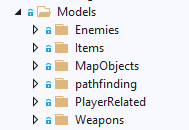 Models
Enemies
Items
MapObjects
pathfinding
PlayerRelated
Weapons